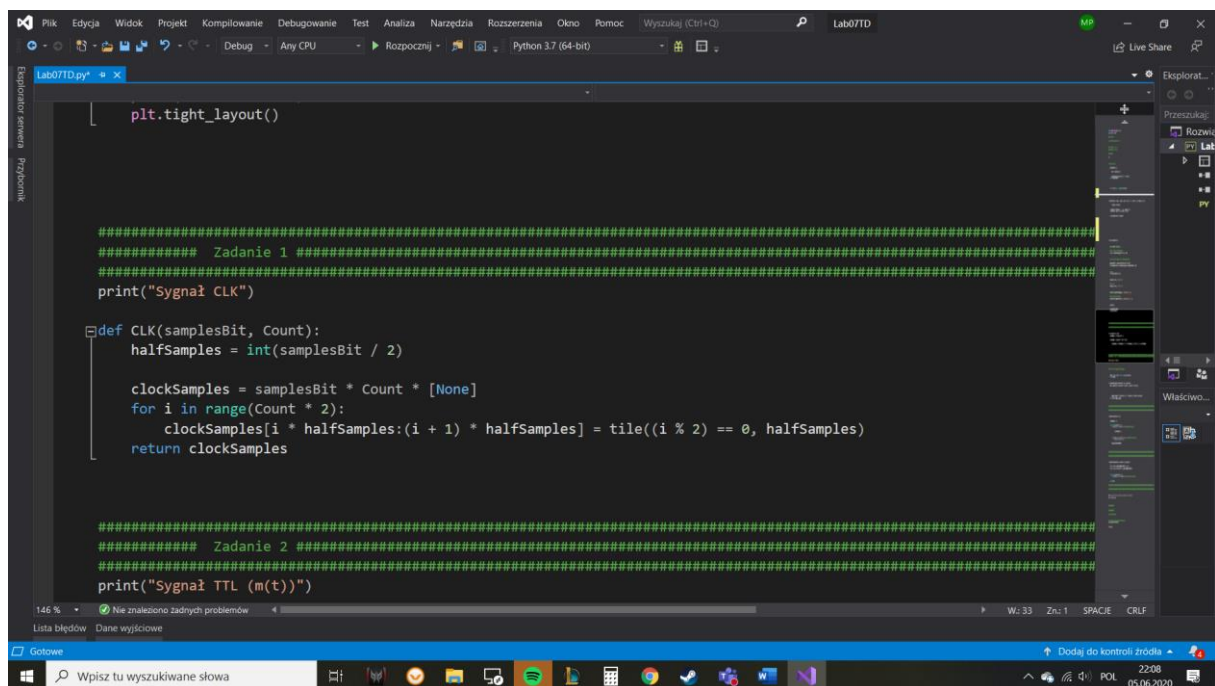 Plik Edycja Widok Projekt Kompilowanie Debugowanie Test Analiza Narzędzia Rozszerzenia Okno Pomoc Wyszukaj (Ctrl+Q) Lab07TD MP
Debug Any CPU Rozpocznij Python 3.7 (64-bit) Live Share
Eksplorator serwera
Przybornik
Lab07TD.py*
Eksplorat...
Przeszukaj:
Rozwią
PY Lab
PY
Właściwo...
plt.tight_layout()
#########################################################################################################################
############ Zadanie 1 #################################################################################################
#########################################################################################################################
print("Sygnał CLK")
def CLK(samplesBit, Count):
halfSamples = int(samplesBit / 2)
clockSamples = samplesBit * Count * [None]
for i in range(Count * 2):
clockSamples[i * halfSamples:(i + 1) * halfSamples] = tile((i % 2) == 0, halfSamples)
return clockSamples
#########################################################################################################################
############ Zadanie 2 #################################################################################################
#########################################################################################################################
print("Sygnał TTL (m(t))")
146 % Nie znaleziono żadnych problemów W.: 33 Zn.: 1 SPACJE CRLF
Lista błędów Dane wyjściowe
Gotowe Dodaj do kontroli źródła 4
Wpisz tu wyszukiwane słowa POL 22:08
05.06.2020